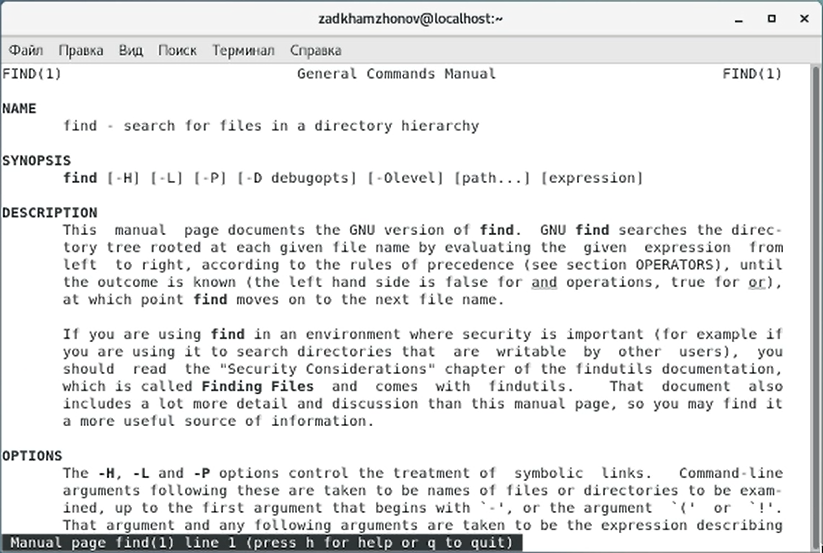 zadkhamzhonov@localhost:~
Файл Правка Вид Поиск Терминал Справка
FIND(1) General Commands Manual FIND(1)
NAME
find - search for files in a directory hierarchy
SYNOPSIS
find [-H] [-L] [-P] [-D debugopts] [-Olevel] [path...] [expression]
DESCRIPTION
This manual page documents the GNU version of find. GNU find searches the direc-
tory tree rooted at each given file name by evaluating the given expression from
left to right, according to the rules of precedence (see section OPERATORS), until
the outcome is known (the left hand side is false for and operations, true for or),
at which point find moves on to the next file name.
If you are using find in an environment where security is important (for example if
you are using it to search directories that are writable by other users), you
should read the "Security Considerations" chapter of the findutils documentation,
which is called Finding Files and comes with findutils. That document also
includes a lot more detail and discussion than this manual page, so you may find it
a more useful source of information.
OPTIONS
The -H, -L and -P options control the treatment of symbolic links. Command-line
arguments following these are taken to be names of files or directories to be exam-
ined, up to the first argument that begins with `-', or the argument `(' or `!'.
That argument and any following arguments are taken to be the expression describing
Manual page find(1) line 1 (press h for help or q to quit)